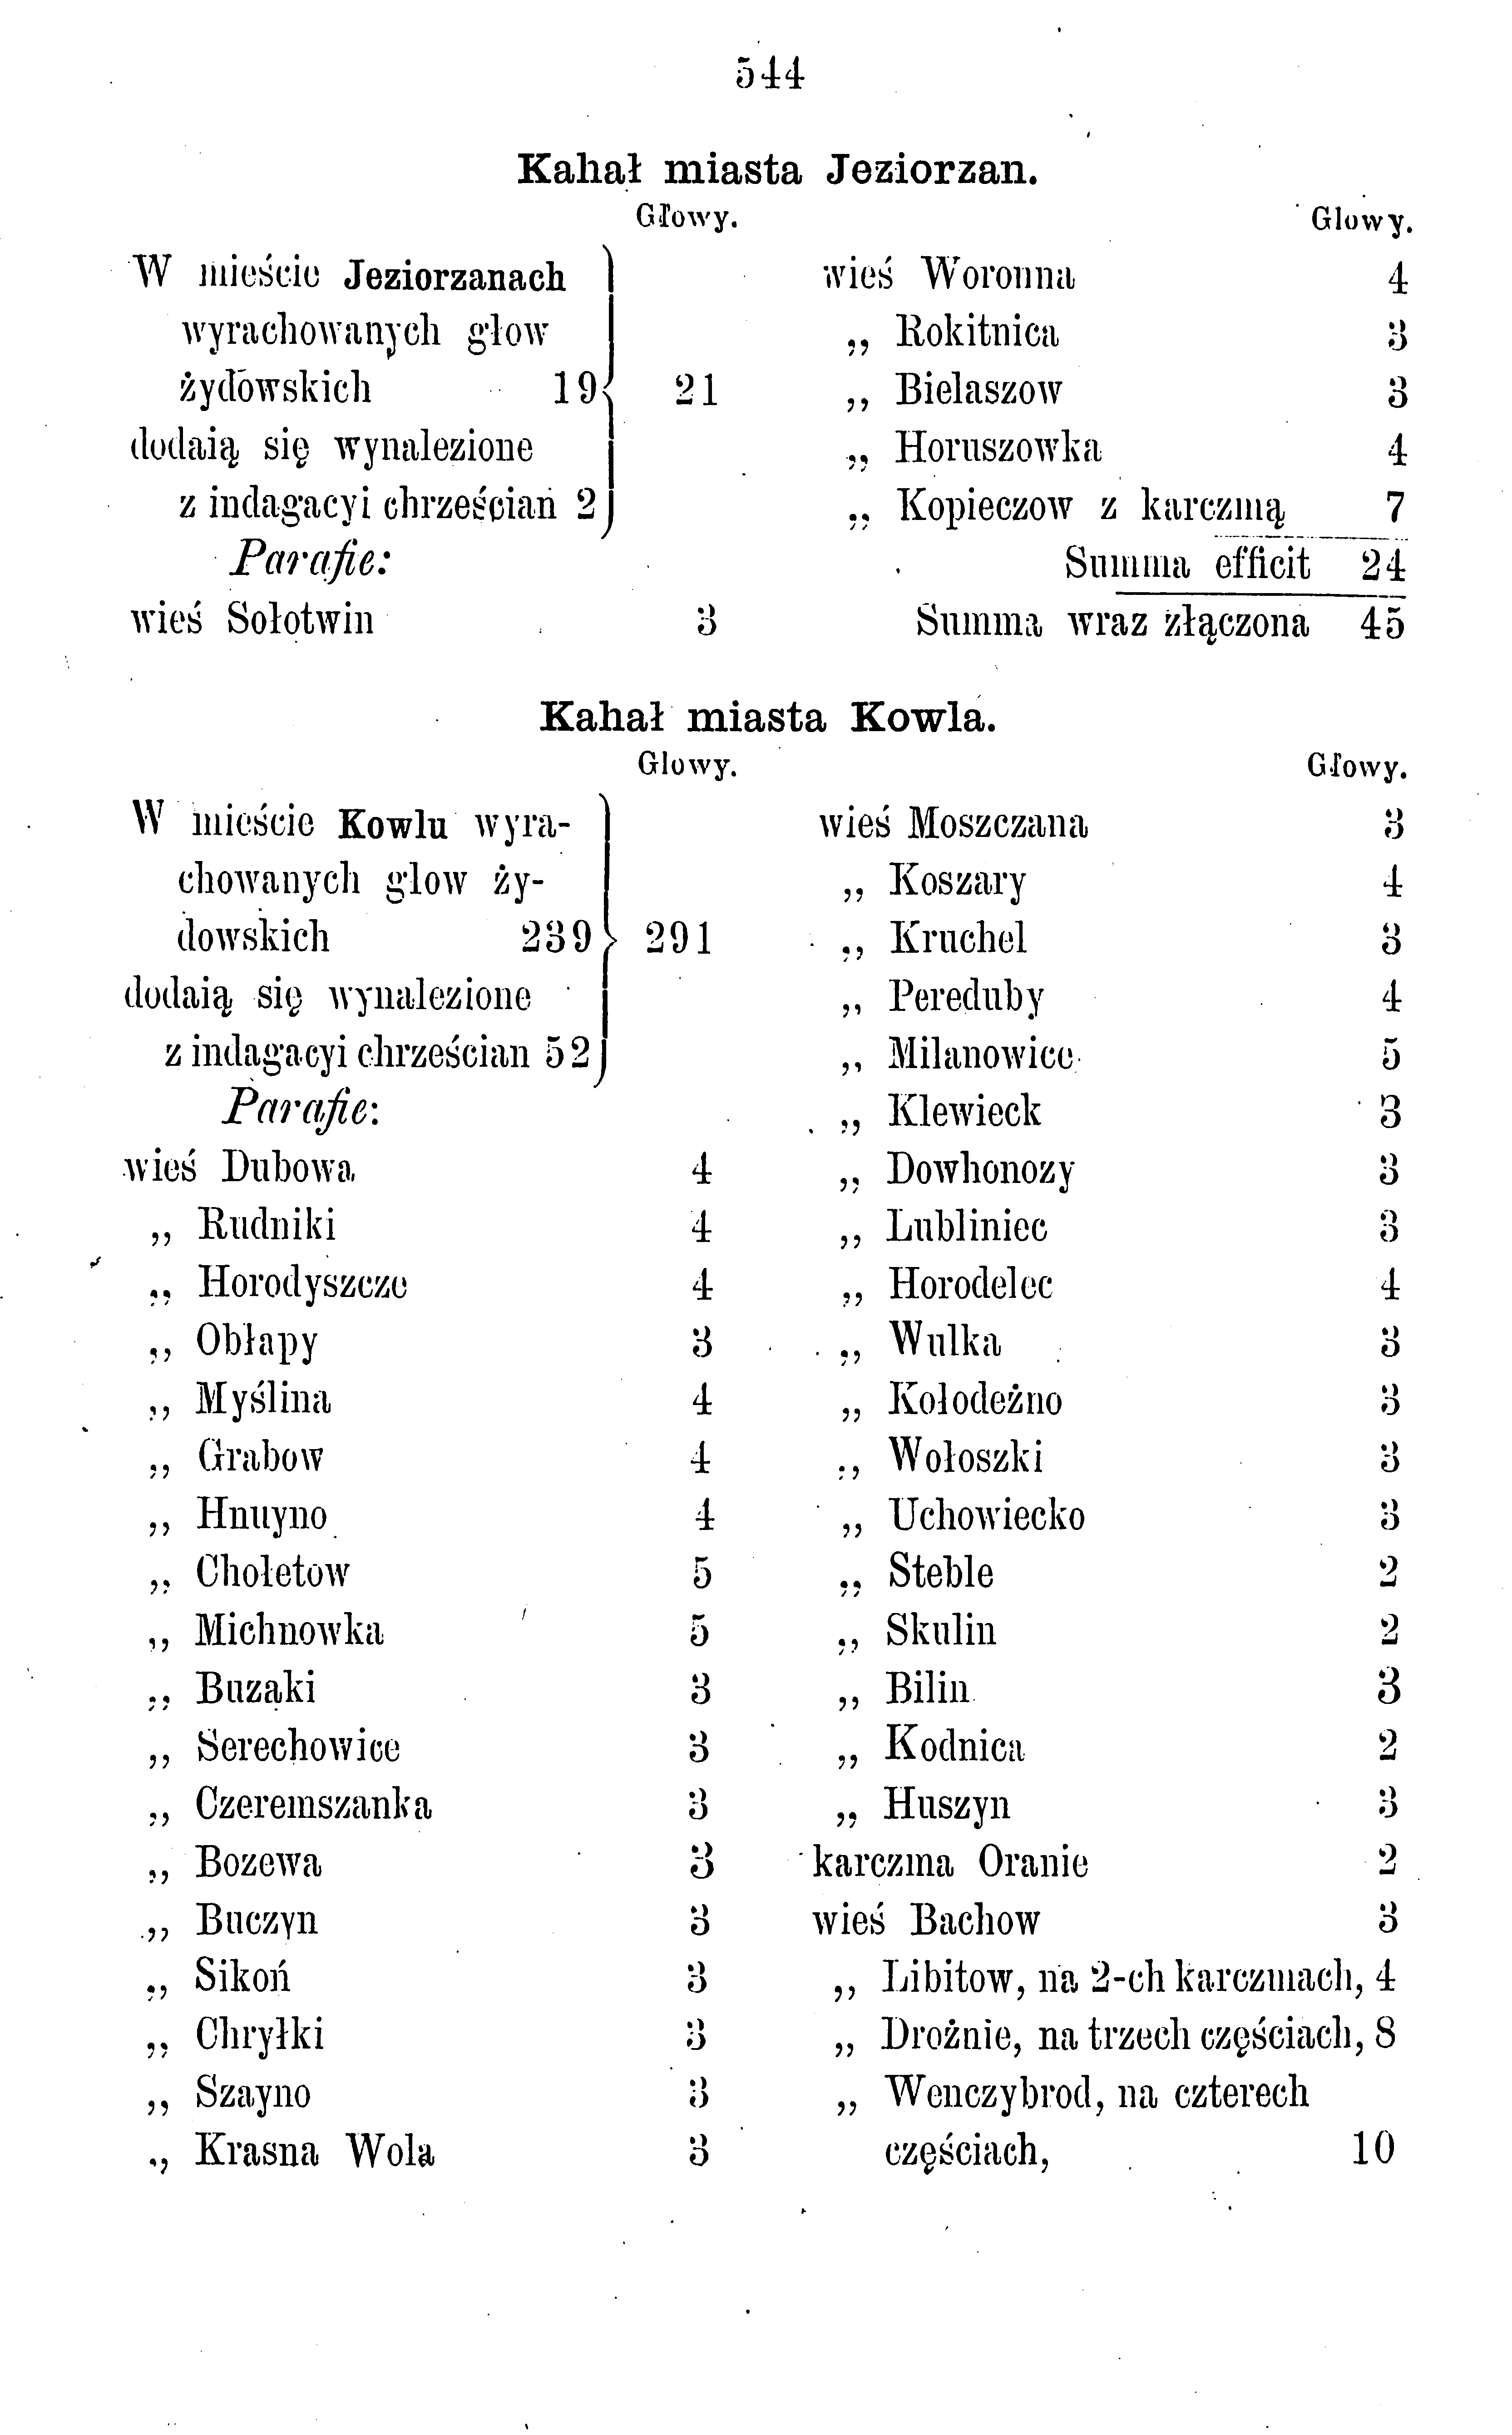 544
Kahał miasta Jeziorzan.
Głowy.
W mieście Jeziorzanach
wyrachowanych głow
żydowskich 19 21
dodaią się wynalezione
z indagacyi chrześcian 2
Parafie:
wieś Sołotwin 3
Glowy.
wieś Woronna 4
„ Rokitnica 3
„ Bielaszow 3
„ Horuszowka 4
„ Kopieczow z karczmą 7
Summa efficit 24
Summa wraz złączona 45
Kahał miasta Kowla.
Glowy.
W mieście Kowlu wyra-
chowanych glow ży-
dowskich 239 291
dodaią się wynalezione
z indagacyi chrześcian 52
Parafie:
wieś Dubowa 4
„ Rudniki 4
„ Horodyszcze 4
„ Obłapy 3
„ Myślina 4
„ Grabow 4
„ Hnuyno 4
„ Chołetow 5
„ Michnowka 5
„ Buzaki 3
„ Serechowice 3
„ Czeremszanka 3
„ Bozewa 3
„ Buczyn 3
„ Sikoń 3
„ Chryłki 3
„ Szayno 3
„ Krasna Wola 3
Głowy.
wieś Moszczana 3
„ Koszary 4
„ Kruchel 3
„ Pereduby 4
„ Milanowice 5
„ Klewieck 3
„ Dowhonozy 3
„ Lubliniec 3
„ Horodelec 4
„ Wulka 3
„ Kołodeżno 3
„ Wołoszki 3
„ Uchowiecko 3
„ Steble 2
„ Skulin 2
„ Bilin 3
„ Kodnica 2
„ Huszyn 3
karczma Oranie 2
wieś Bachow 3
„ Libitow, na 2-ch karczmach, 4
„ Drożnie, na trzech częściach, 8
„ Wenczybrod, na czterech
częściach, 10